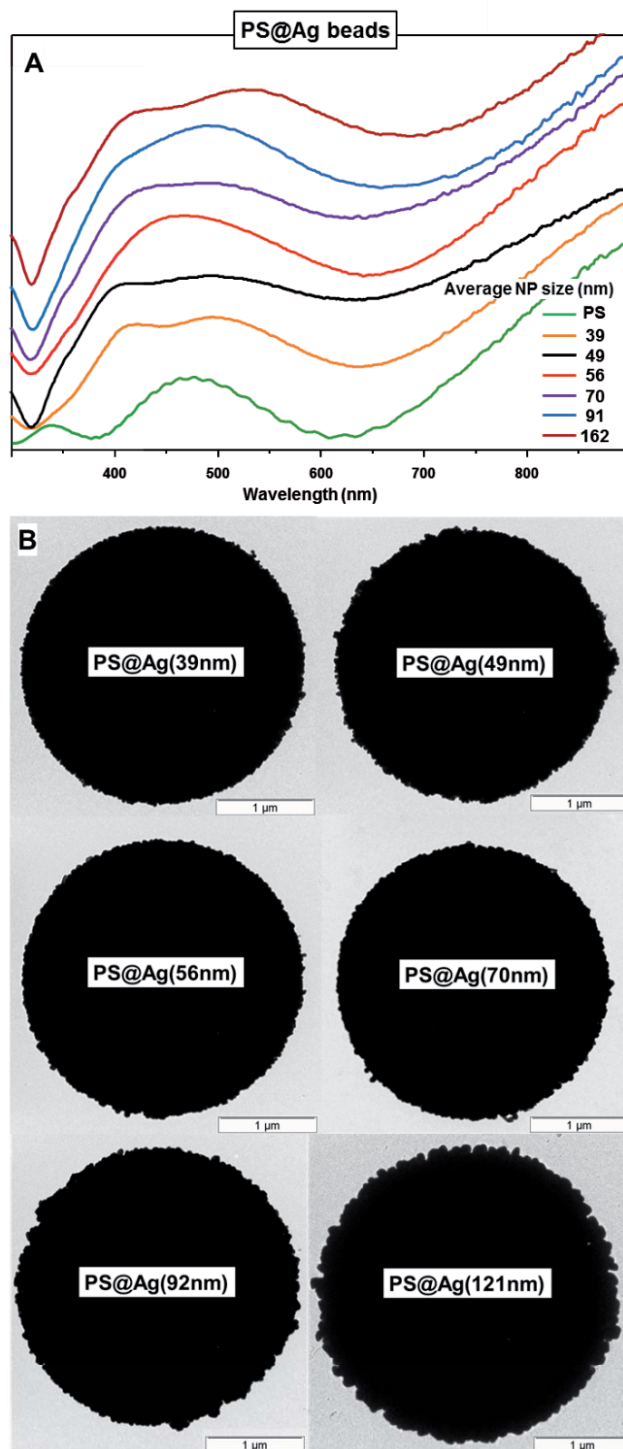 PS@Ag beads
A
Average NP size (nm)
PS
39
49
56
70
91
162
400 500 600 700 800
Wavelength (nm)
B
PS@Ag(39nm)
1 µm
PS@Ag(49nm)
1 µm
PS@Ag(56nm)
1 µm
PS@Ag(70nm)
1 µm
PS@Ag(92nm)
1 µm
PS@Ag(121nm)
1 µm